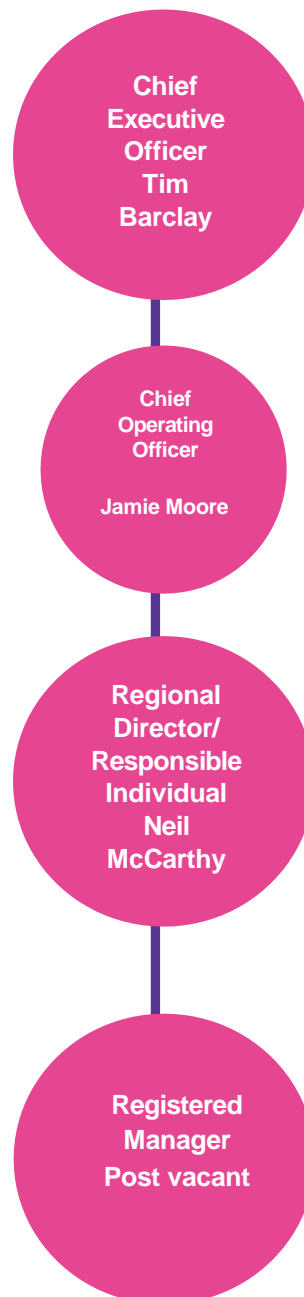 Chief
Executive
Officer
Tim
Barclay
Chief
Operating
Officer
Jamie Moore
Regional
Director/
Responsible
Individual
Neil
McCarthy
Registered
Manager
Post vacant